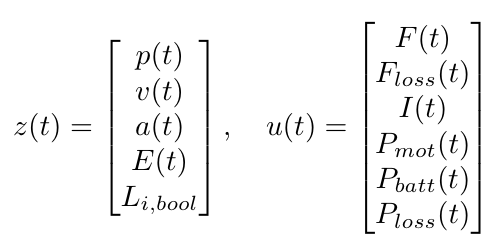 z(t) = [p(t) v(t) a(t) E(t) L_{i,bool}], u(t) = [F(t) F_{loss}(t) I(t) P_{mot}(t) P_{batt}(t) P_{loss}(t)]